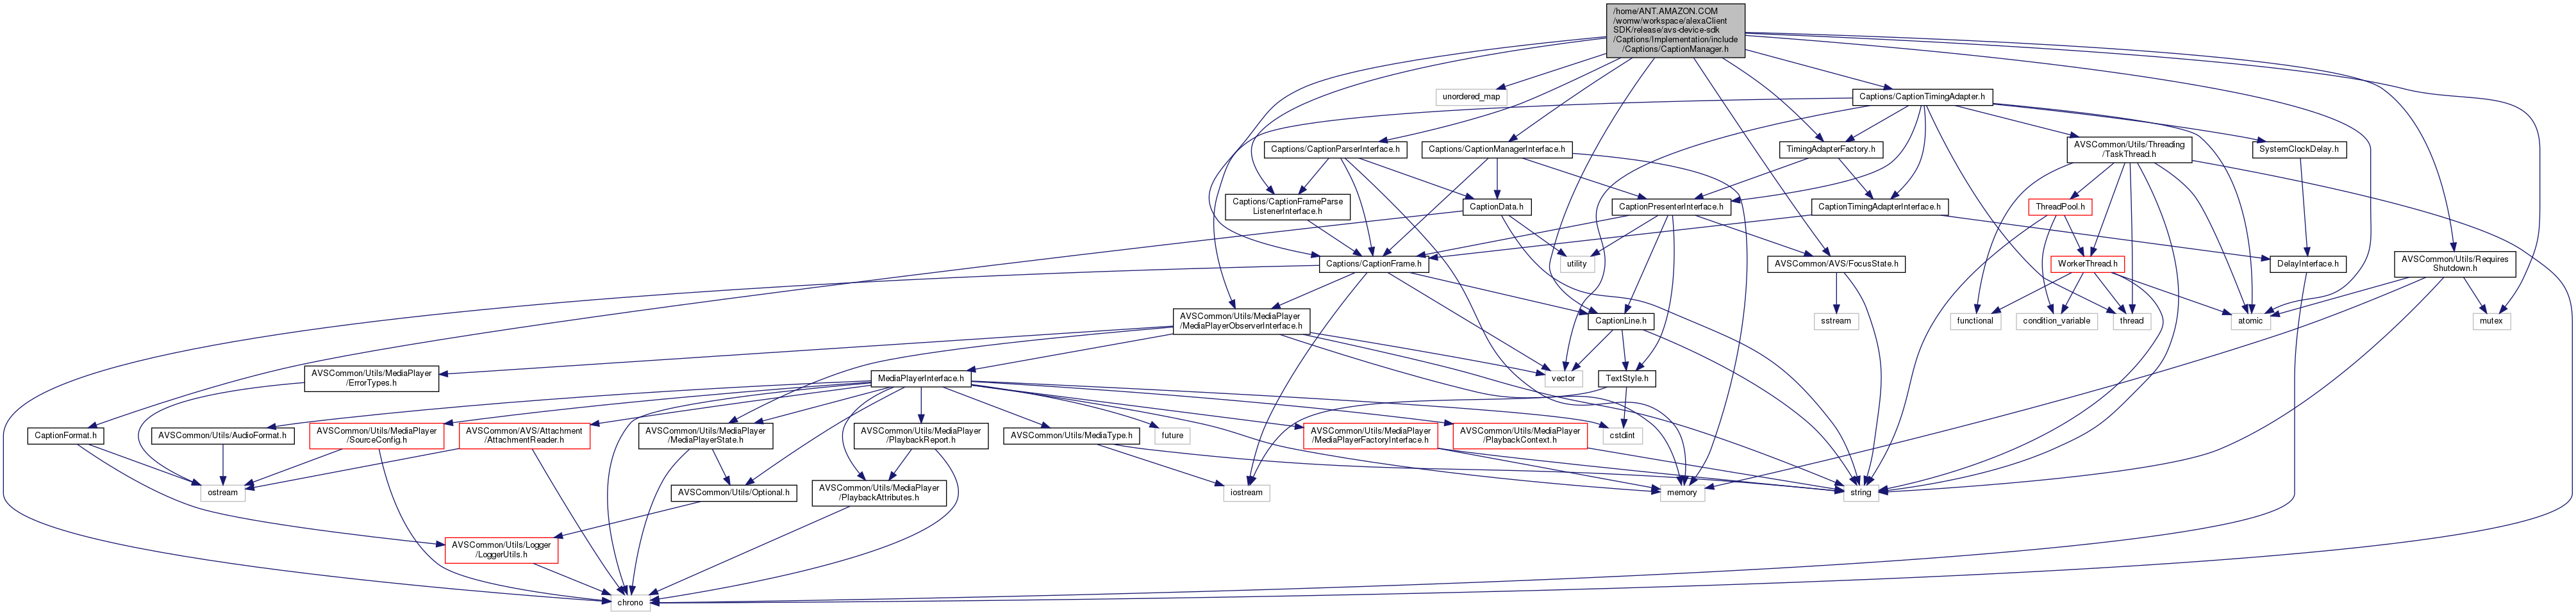 /home/ANT.AMAZON.COM
/womw/workspace/alexaClient
SDK/release/avs-device-sdk
/Captions/Implementation/include
/Captions/CaptionManager.h
unordered_map
Captions/CaptionTimingAdapter.h
Captions/CaptionParserInterface.h
Captions/CaptionManagerInterface.h
TimingAdapterFactory.h
AVSCommon/Utils/Threading
/TaskThread.h
SystemClockDelay.h
Captions/CaptionFrameParse
ListenerInterface.h
CaptionData.h
CaptionPresenterInterface.h
CaptionTimingAdapterInterface.h
ThreadPool.h
Captions/CaptionFrame.h
utility
AVSCommon/AVS/FocusState.h
WorkerThread.h
DelayInterface.h
AVSCommon/Utils/Requires
Shutdown.h
AVSCommon/Utils/MediaPlayer
/MediaPlayerObserverInterface.h
CaptionLine.h
sstream
functional
condition_variable
thread
atomic
mutex
AVSCommon/Utils/MediaPlayer
/ErrorTypes.h
MediaPlayerInterface.h
vector
TextStyle.h
CaptionFormat.h
AVSCommon/Utils/AudioFormat.h
AVSCommon/Utils/MediaPlayer
/SourceConfig.h
AVSCommon/AVS/Attachment
/AttachmentReader.h
AVSCommon/Utils/MediaPlayer
/MediaPlayerState.h
AVSCommon/Utils/MediaPlayer
/PlaybackReport.h
AVSCommon/Utils/MediaType.h
future
AVSCommon/Utils/MediaPlayer
/MediaPlayerFactoryInterface.h
AVSCommon/Utils/MediaPlayer
/PlaybackContext.h
cstdint
ostream
AVSCommon/Utils/Optional.h
AVSCommon/Utils/MediaPlayer
/PlaybackAttributes.h
iostream
memory
string
AVSCommon/Utils/Logger
/LoggerUtils.h
chrono